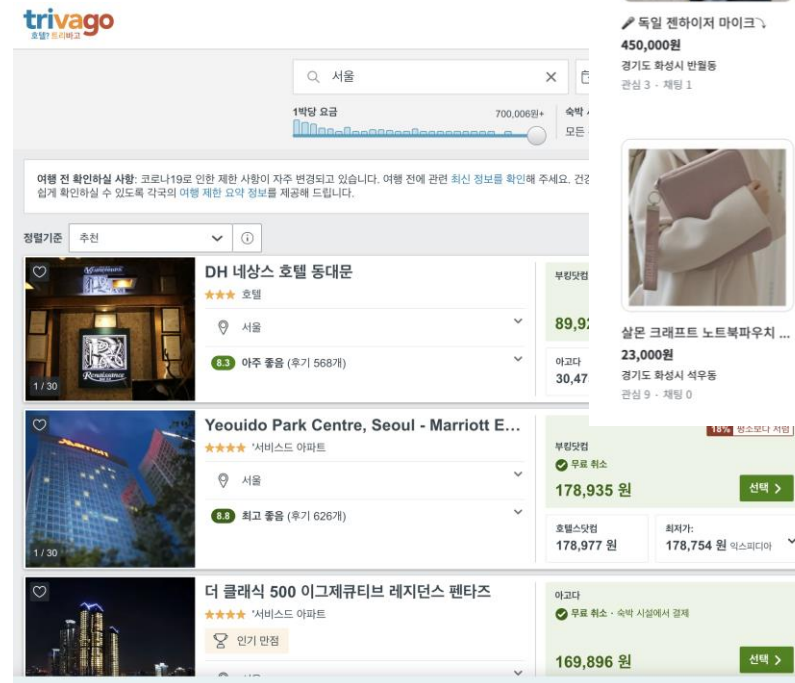 trivago
호텔? 트리바고
서울
1박당 요금
700,006원+
숙박
모든
여행 전 확인하실 사항: 코로나19로 인한 제한 사항이 자주 변경되고 있습니다. 여행 전에 관련 최신 정보를 확인해 주세요. 건강
쉽게 확인하실 수 있도록 각국의 여행 제한 요약 정보를 제공해 드립니다.
정렬기준
추천
DH 네상스 호텔 동대문
호텔
서울
8.3 아주 좋음 (후기 568개)
Renaissance
1 / 30
부킹닷컴
89,92
아고다
30,47
Yeouido Park Centre, Seoul - Marriott E...
서비스드 아파트
서울
8.8 최고 좋음 (후기 626개)
Marriott
1 / 30
18% 평소보다 저렴
부킹닷컴
무료 취소
178,935 원
선택
호텔스닷컴
178,977 원
최저가:
178,754 원 익스피디아
더 클래식 500 이그제큐티브 레지던스 펜타즈
서비스드 아파트
인기 만점
아고다
무료 취소 · 숙박 시설에서 결제
169,896 원
선택
독일 젠하이저 마이크
450,000원
경기도 화성시 반월동
관심 3 · 채팅 1
살몬 크래프트 노트북파우치 ...
23,000원
경기도 화성시 석우동
관심 9 · 채팅 0